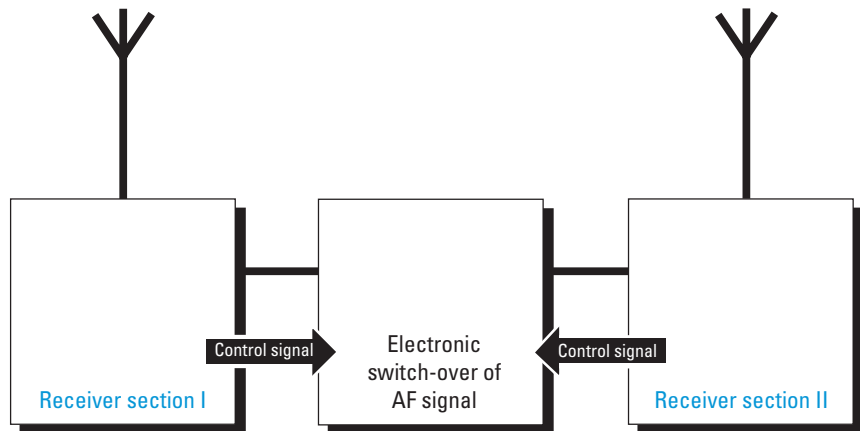 Control signal
Receiver section I
Electronic
switch-over of
AF signal
Control signal
Receiver section II